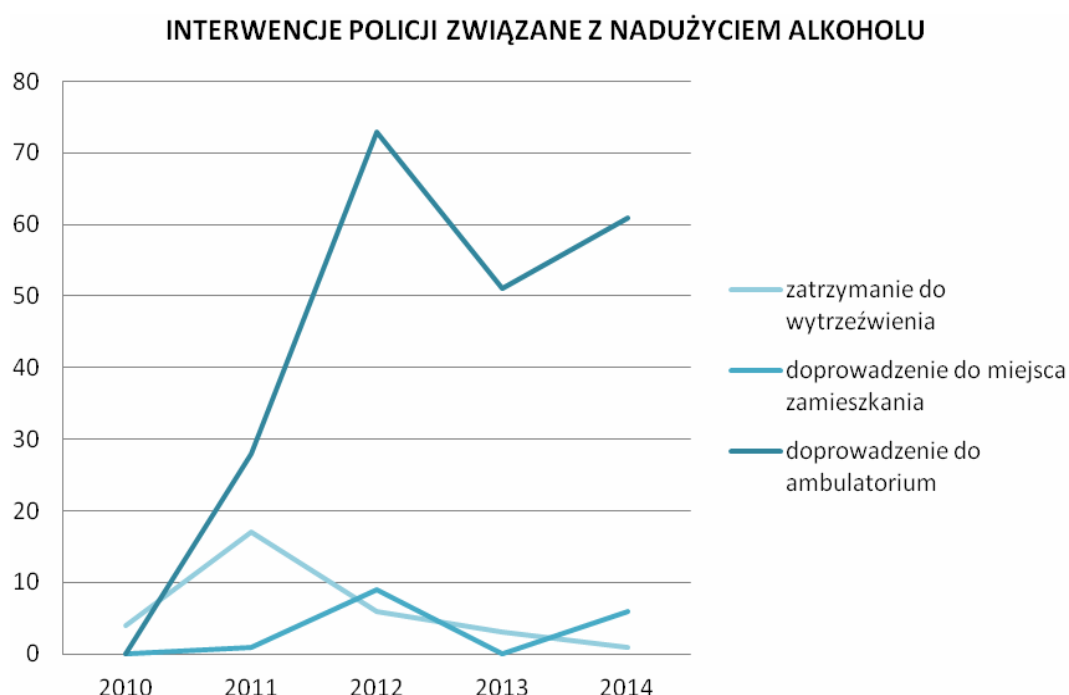 INTERWENCJE POLICJI ZWIĄZANE Z NADUŻYCIEM ALKOHOLU
80
70
60
50
40
30
20
10
0
2010 2011 2012 2013 2014
zatrzymanie do
wytrzeźwienia
doprowadzenie do miejsca
zamieszkania
doprowadzenie do
ambulatorium